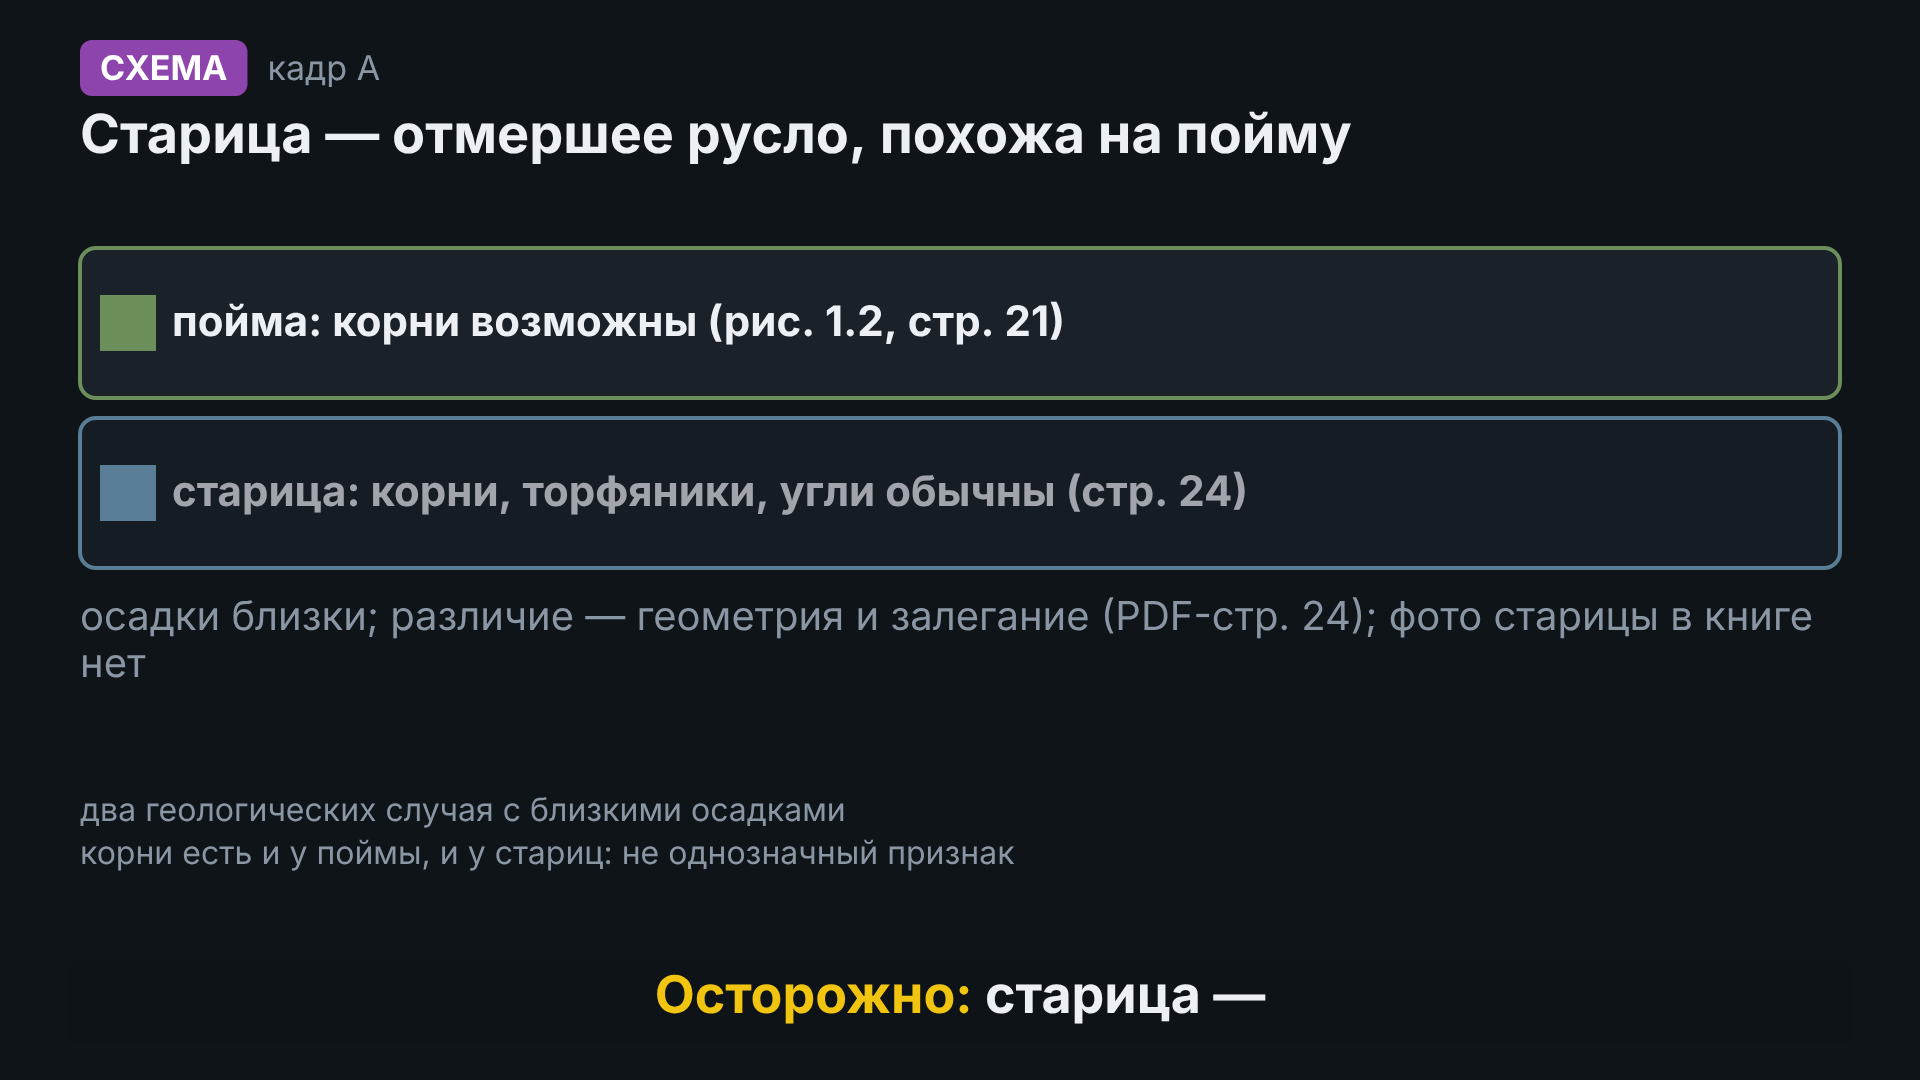 СХЕМА кадр А
Старица — отмершее русло, похожа на пойму
пойма: корни возможны (рис. 1.2, стр. 21)
старица: корни, торфяники, угли обычны (стр. 24)
осадки близки; различие — геометрия и залегание (PDF-стр. 24); фото старицы в книге
нет
два геологических случая с близкими осадками
корни есть и у поймы, и у стариц: не однозначный признак
Осторожно: старица —